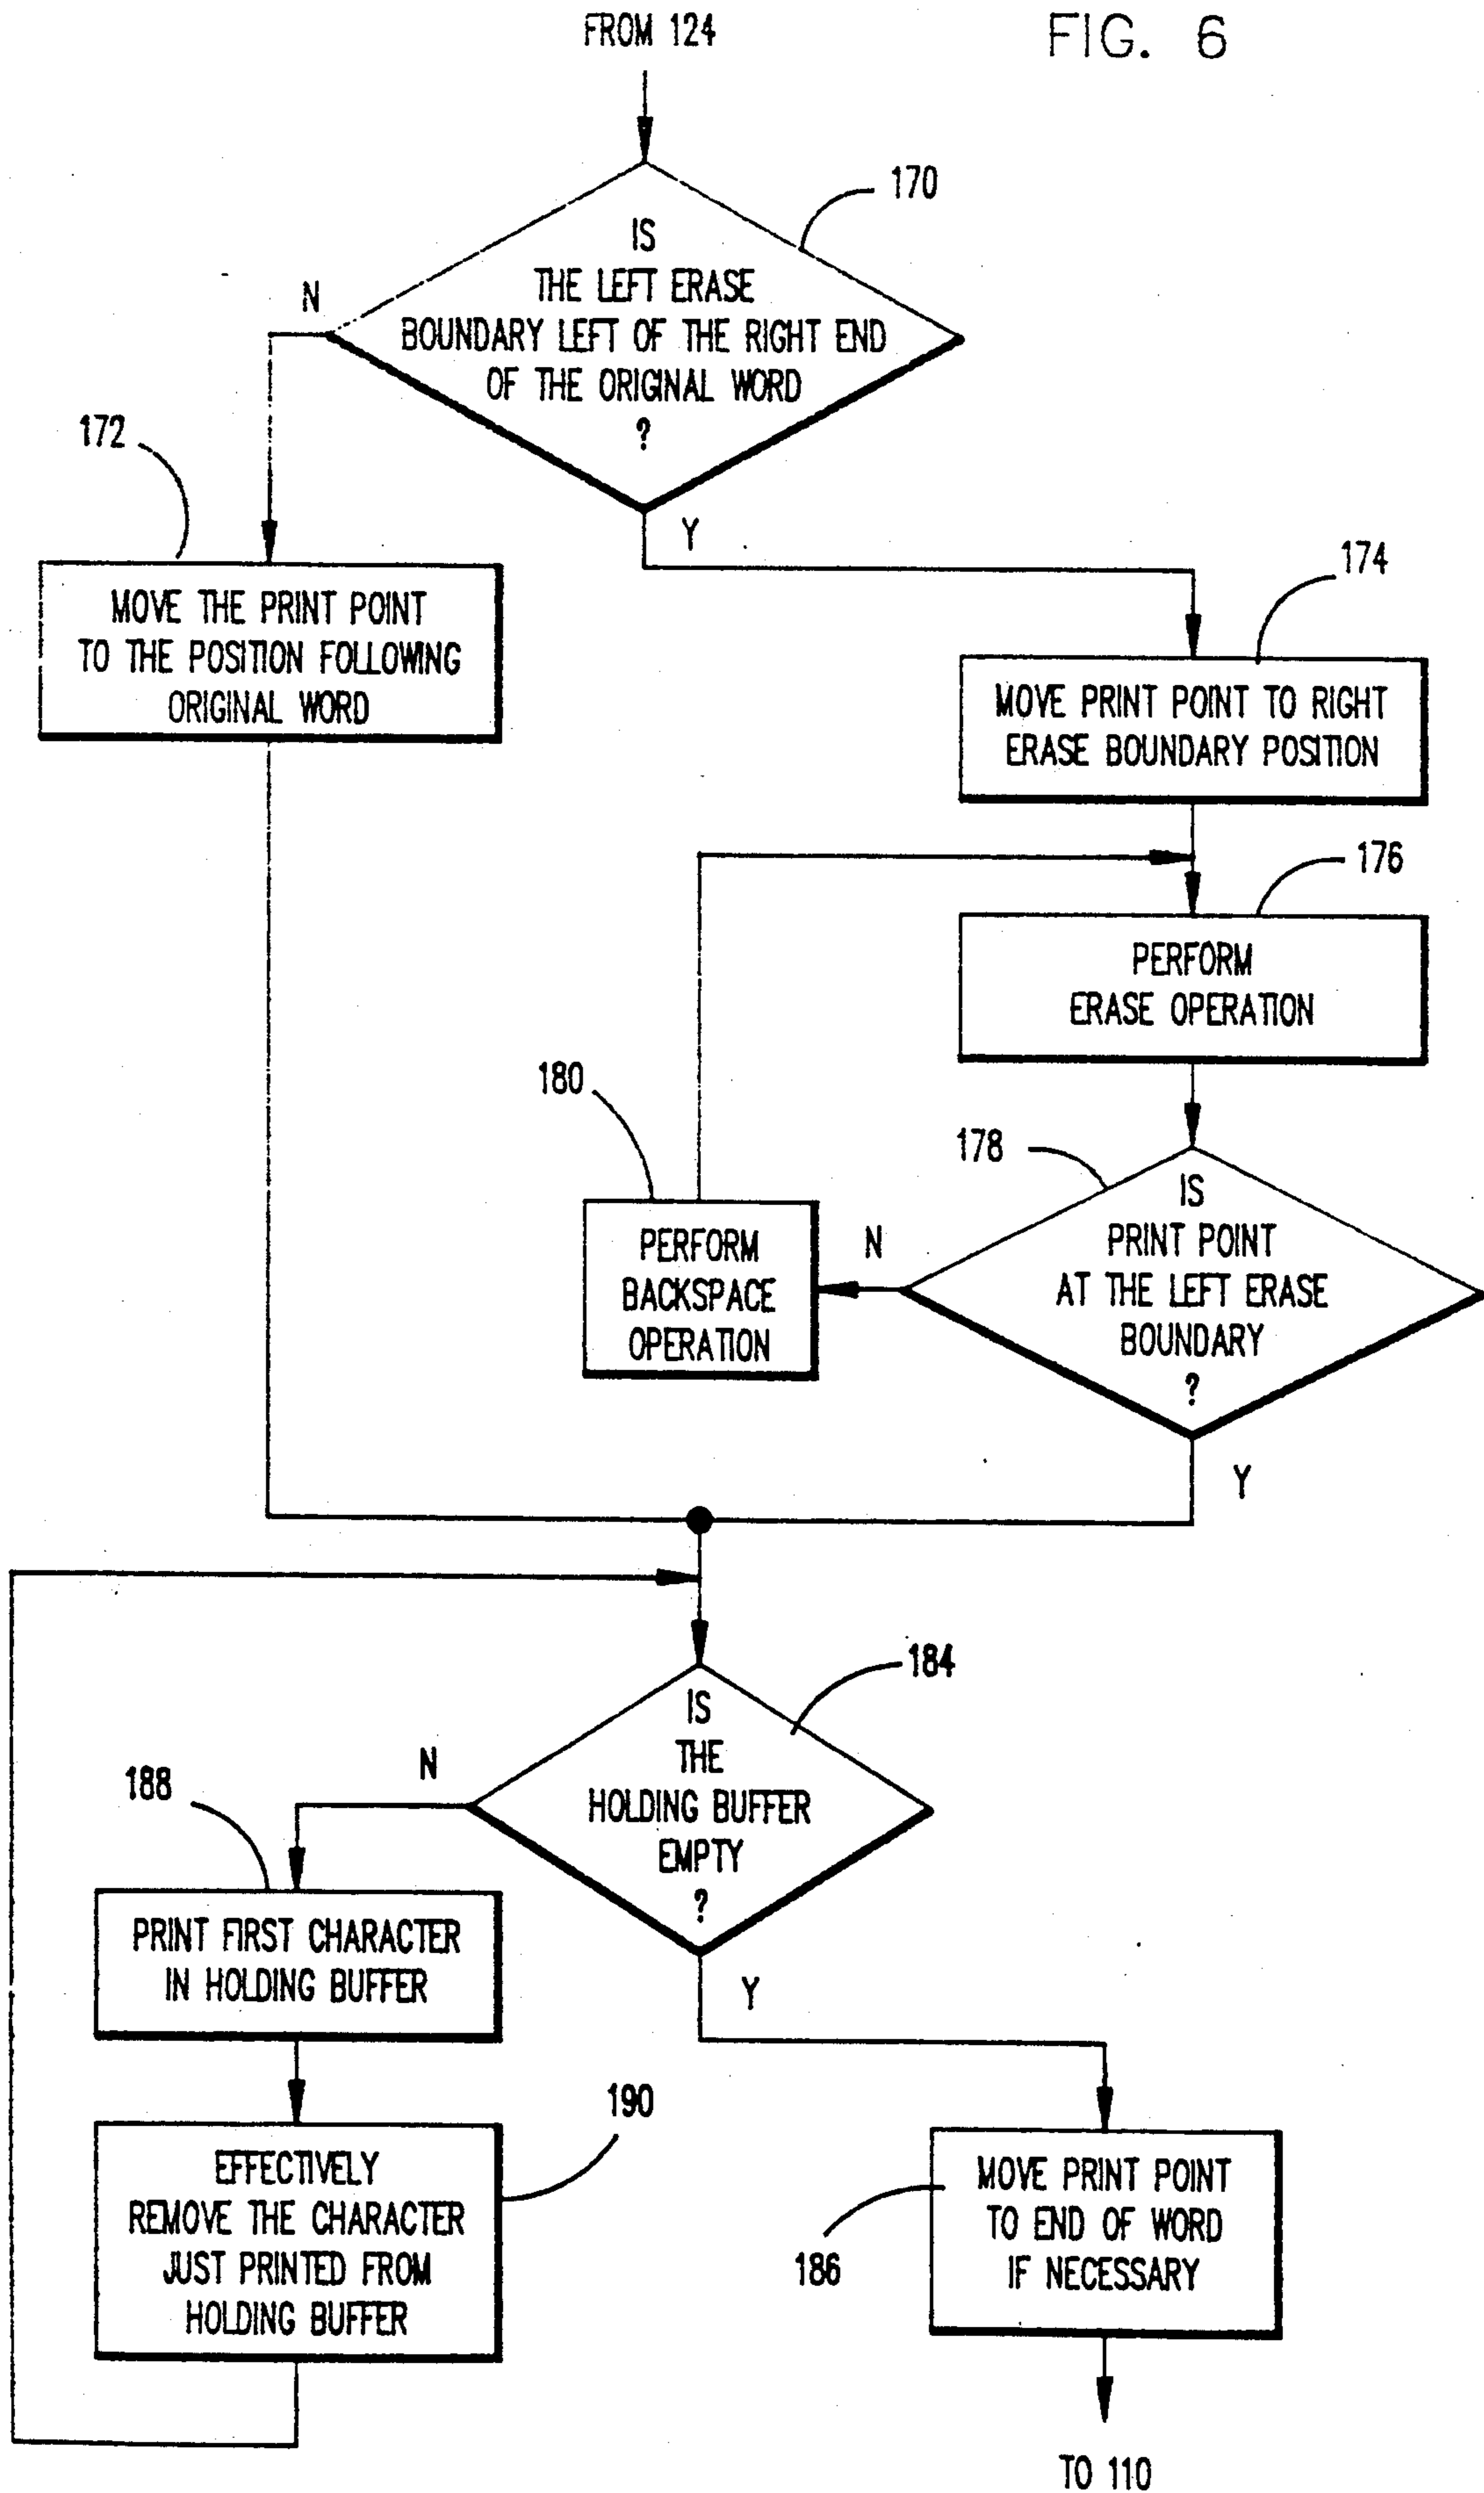 FROM 124
FIG. 6
170
IS
THE LEFT ERASE
BOUNDARY LEFT OF THE RIGHT END
OF THE ORIGINAL WORD
?
N
Y
172
MOVE THE PRINT POINT
TO THE POSITION FOLLOWING
ORIGINAL WORD
174
MOVE PRINT POINT TO RIGHT
ERASE BOUNDARY POSITION
176
PERFORM
ERASE OPERATION
178
IS
PRINT POINT
AT THE LEFT ERASE
BOUNDARY
?
N
Y
180
PERFORM
BACKSPACE
OPERATION
184
IS
THE
HOLDING BUFFER
EMPTY
?
N
Y
188
PRINT FIRST CHARACTER
IN HOLDING BUFFER
190
EFFECTIVELY
REMOVE THE CHARACTER
JUST PRINTED FROM
HOLDING BUFFER
186
MOVE PRINT POINT
TO END OF WORD
IF NECESSARY
TO 110